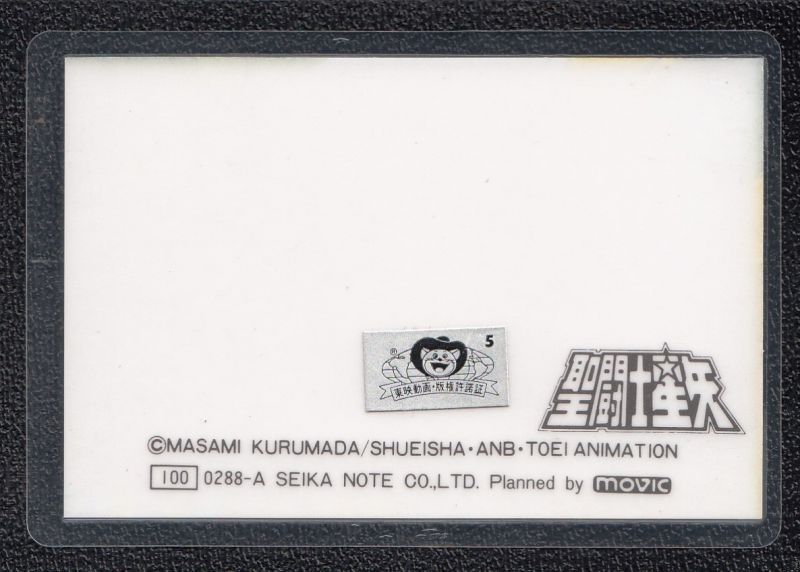 ® 5
東映動画・版権許諾証
聖闘士星矢
©MASAMI KURUMADA/SHUEISHA・ANB・TOEI ANIMATION
100 0288-A SEIKA NOTE CO.,LTD. Planned by movic